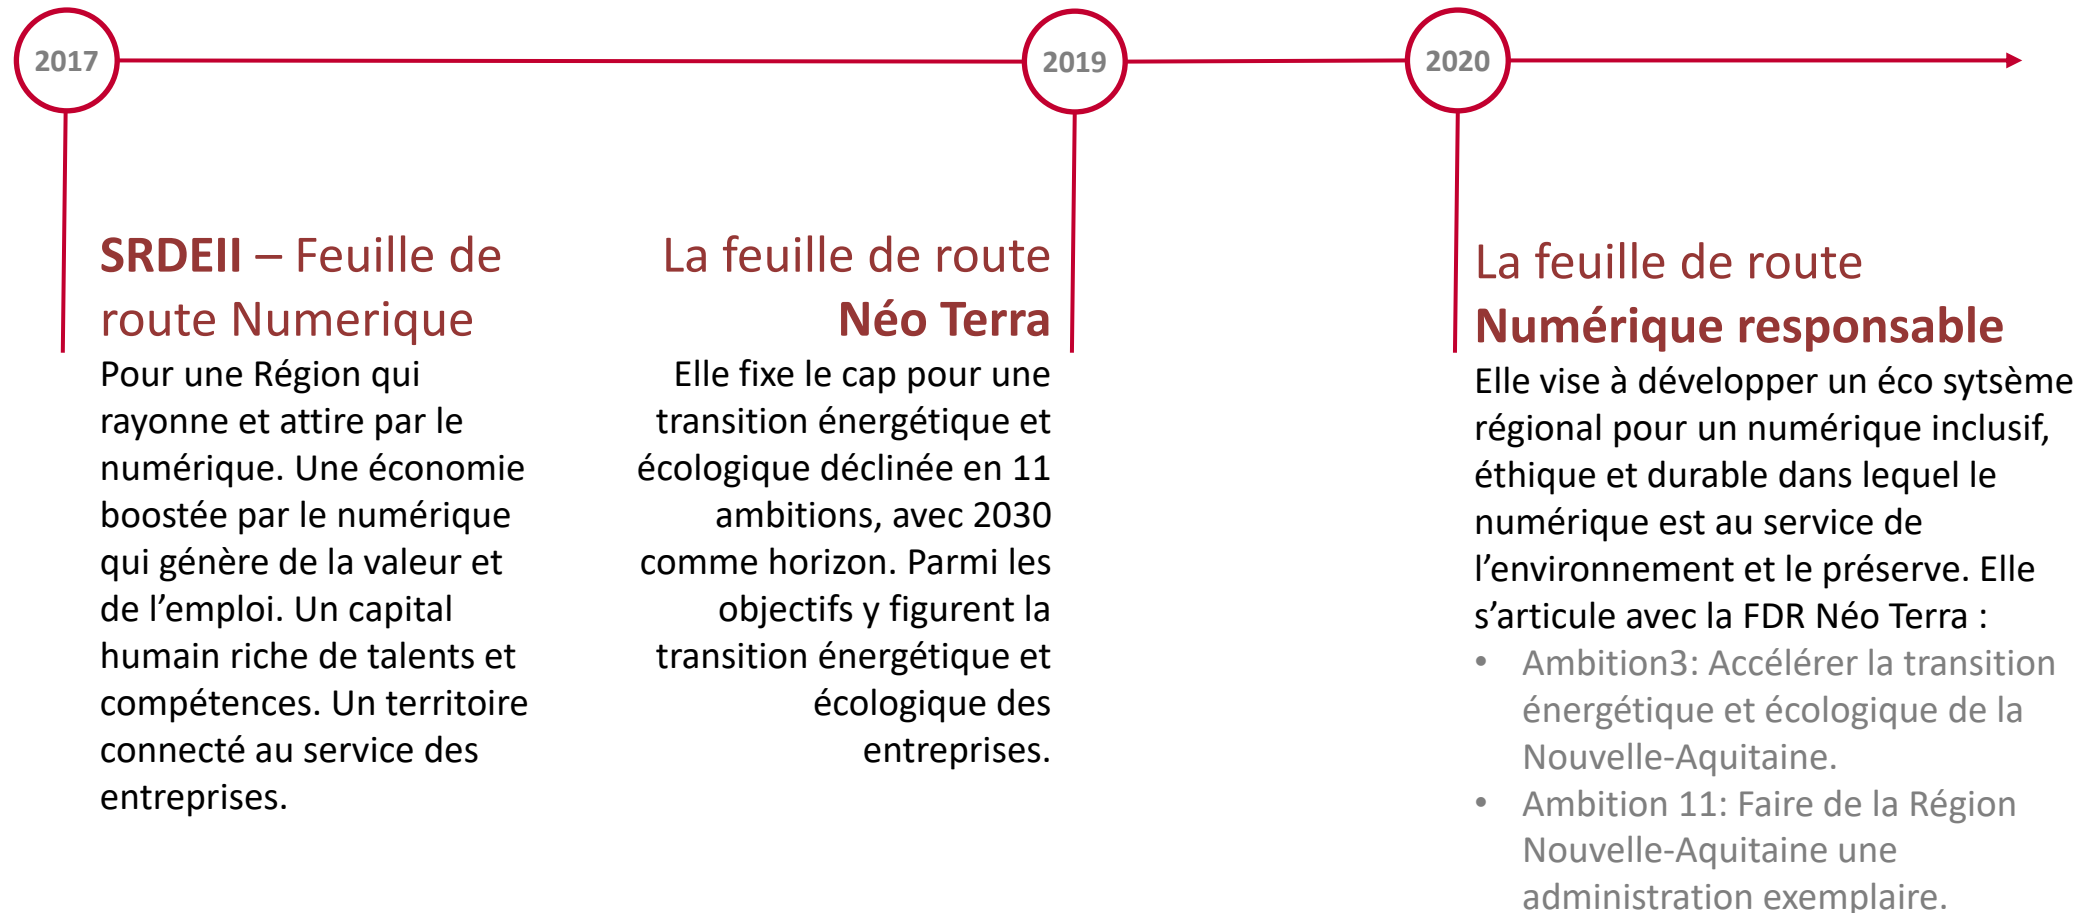 2017
2019
2020
SRDEII – Feuille de
route Numerique
Pour une Région qui
rayonne et attire par le
numérique. Une économie
boostée par le numérique
qui génère de la valeur et
de l’emploi. Un capital
humain riche de talents et
compétences. Un territoire
connecté au service des
entreprises.
La feuille de route
Néo Terra
Elle fixe le cap pour une
transition énergétique et
écologique déclinée en 11
ambitions, avec 2030
comme horizon. Parmi les
objectifs y figurent la
transition énergétique et
écologique des
entreprises.
La feuille de route
Numérique responsable
Elle vise à développer un éco sytsème
régional pour un numérique inclusif,
éthique et durable dans lequel le
numérique est au service de
l’environnement et le préserve. Elle
s’articule avec la FDR Néo Terra :
• Ambition3: Accélérer la transition
énergétique et écologique de la
Nouvelle-Aquitaine.
• Ambition 11: Faire de la Région
Nouvelle-Aquitaine une
administration exemplaire.